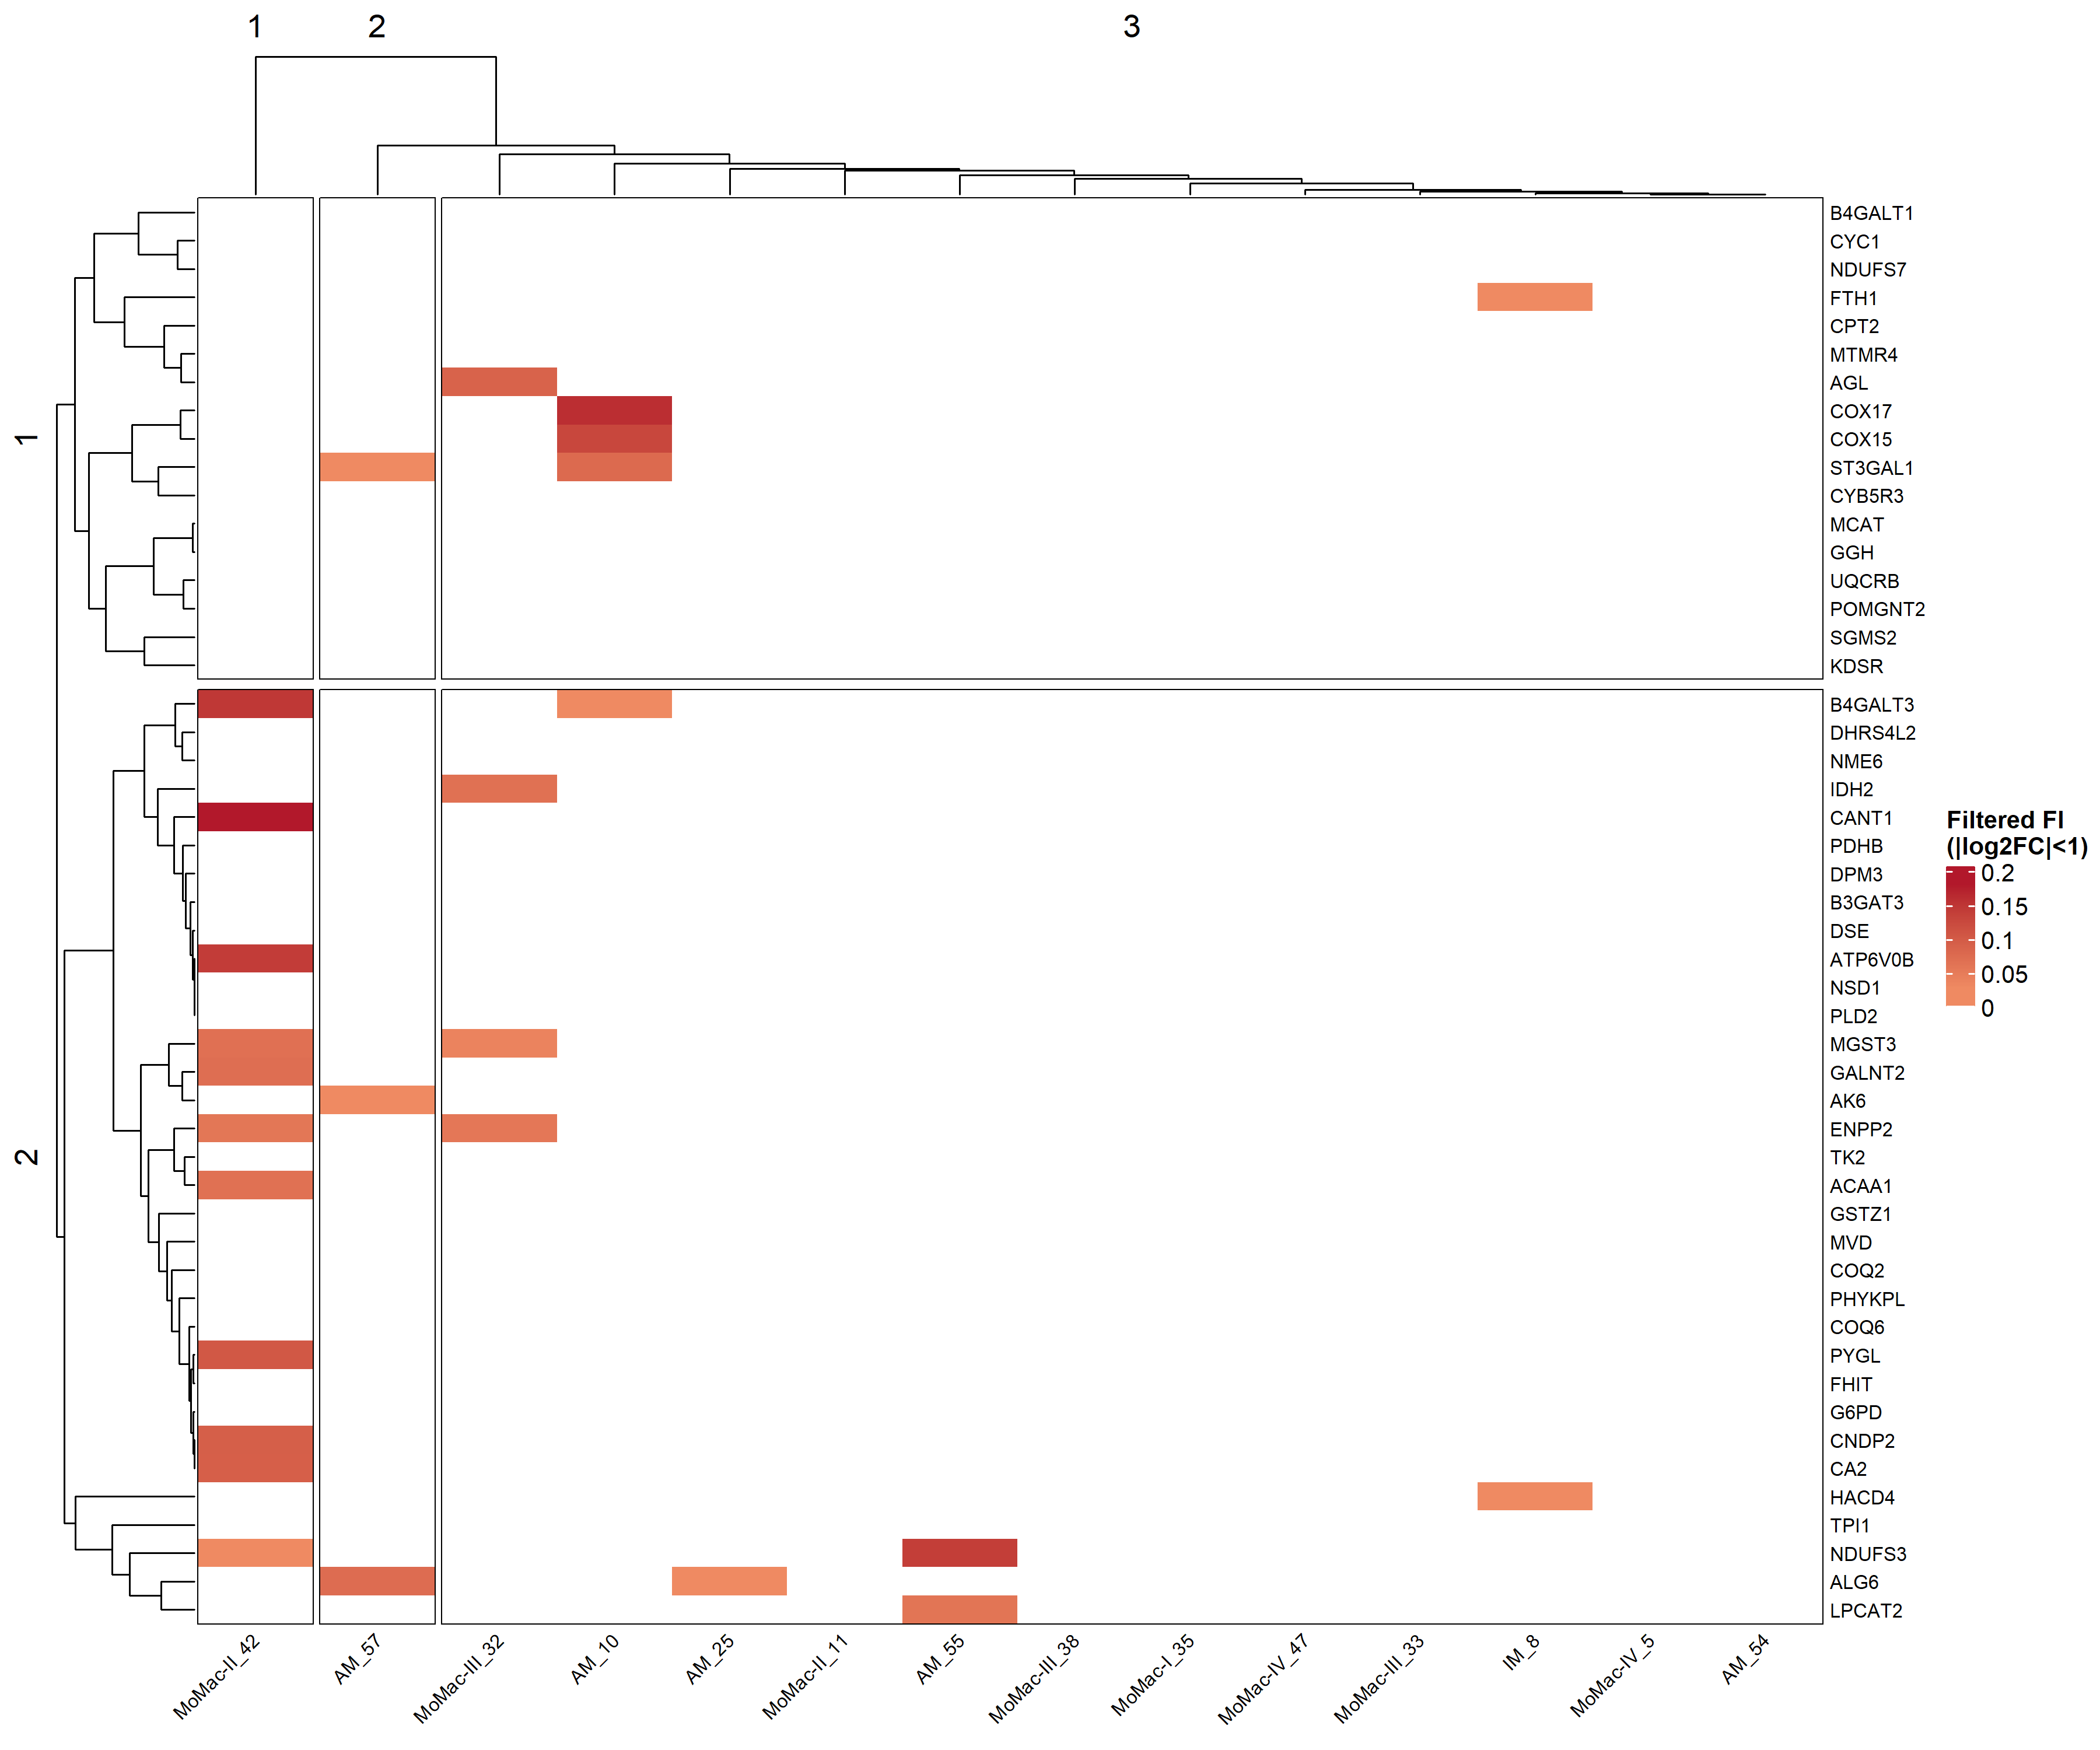 1 2 3
1
2
B4GALT1
CYC1
NDUFS7
FTH1
CPT2
MTMR4
AGL
COX17
COX15
ST3GAL1
CYB5R3
MCAT
GGH
UQCRB
POMGNT2
SGMS2
KDSR
B4GALT3
DHRS4L2
NME6
IDH2
CANT1
PDHB
DPM3
B3GAT3
DSE
ATP6V0B
NSD1
PLD2
MGST3
GALNT2
AK6
ENPP2
TK2
ACAA1
GSTZ1
MVD
COQ2
PHYKPL
COQ6
PYGL
FHIT
G6PD
CNDP2
CA2
HACD4
TPI1
NDUFS3
ALG6
LPCAT2
Filtered FI
(|log2FC|<1)
0.2
0.15
0.1
0.05
0
MoMac-II_42
AM_57
MoMac-III_32
AM_10
AM_25
MoMac-II_11
AM_55
MoMac-III_38
MoMac-I_35
MoMac-IV_47
MoMac-III_33
IM_8
MoMac-IV_5
AM_54